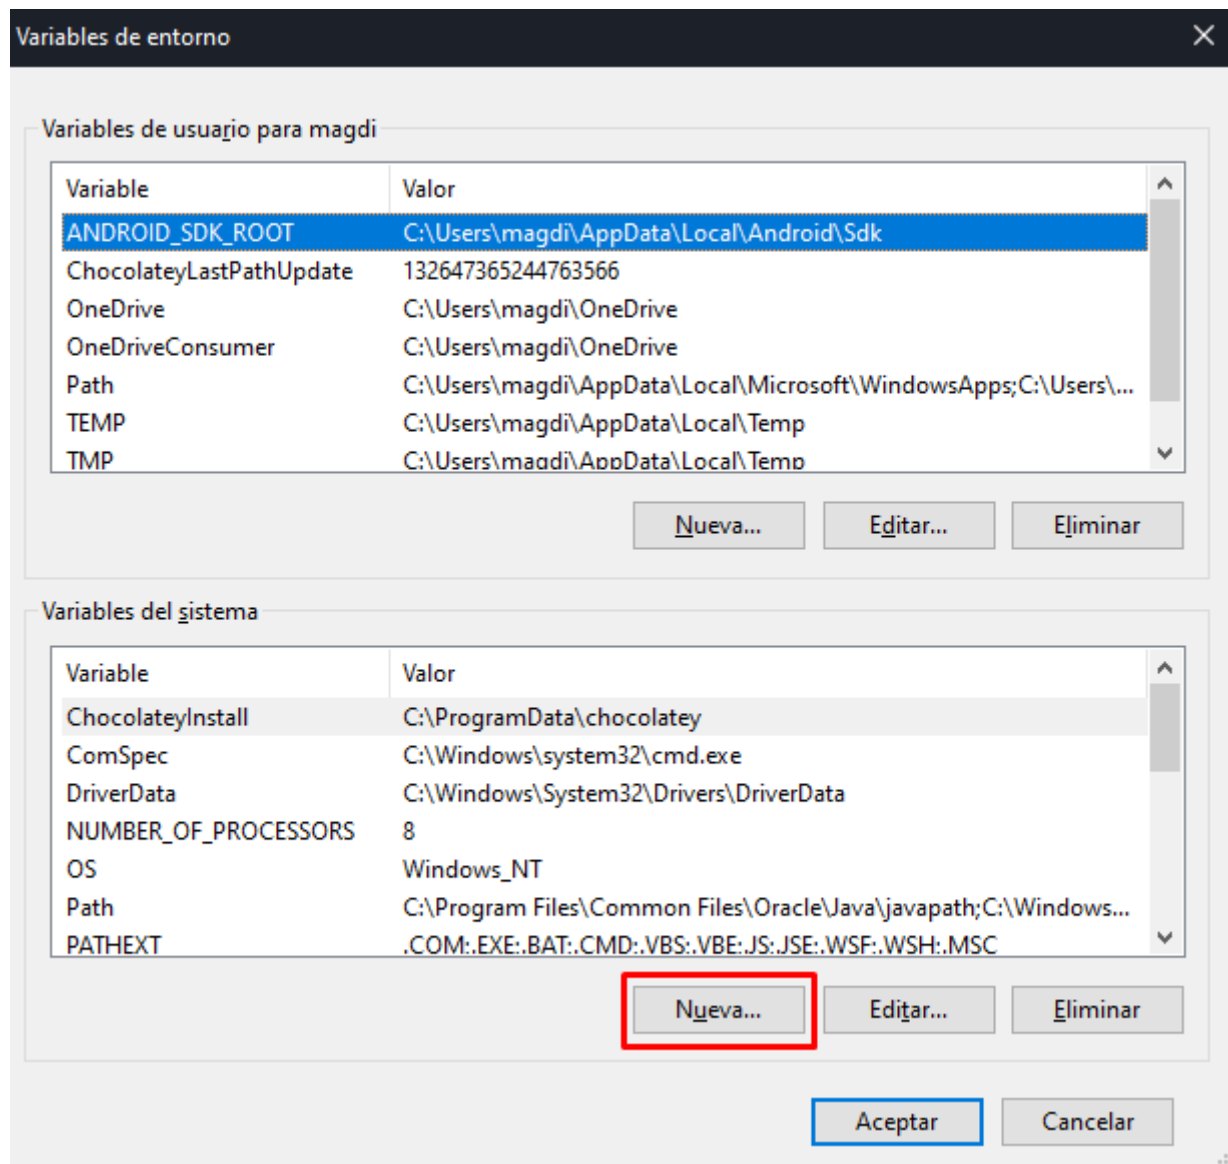 Variables de entorno
Variables de usuario para magdi
Variable Valor
ANDROID_SDK_ROOT C:\Users\magdi\AppData\Local\Android\Sdk
ChocolateyLastPathUpdate 132647365244763566
OneDrive C:\Users\magdi\OneDrive
OneDriveConsumer C:\Users\magdi\OneDrive
Path C:\Users\magdi\AppData\Local\Microsoft\WindowsApps;C:\Users\...
TEMP C:\Users\magdi\AppData\Local\Temp
TMP C:\Users\magdi\AppData\Local\Temp
Nueva... Editar... Eliminar
Variables del sistema
Variable Valor
ChocolateyInstall C:\ProgramData\chocolatey
ComSpec C:\Windows\system32\cmd.exe
DriverData C:\Windows\System32\Drivers\DriverData
NUMBER_OF_PROCESSORS 8
OS Windows_NT
Path C:\Program Files\Common Files\Oracle\Java\javapath;C:\Windows...
PATHEXT .COM;.EXE;.BAT;.CMD;.VBS;.VBE;.JS;.JSE;.WSF;.WSH;.MSC
Nueva... Editar... Eliminar
Aceptar Cancelar